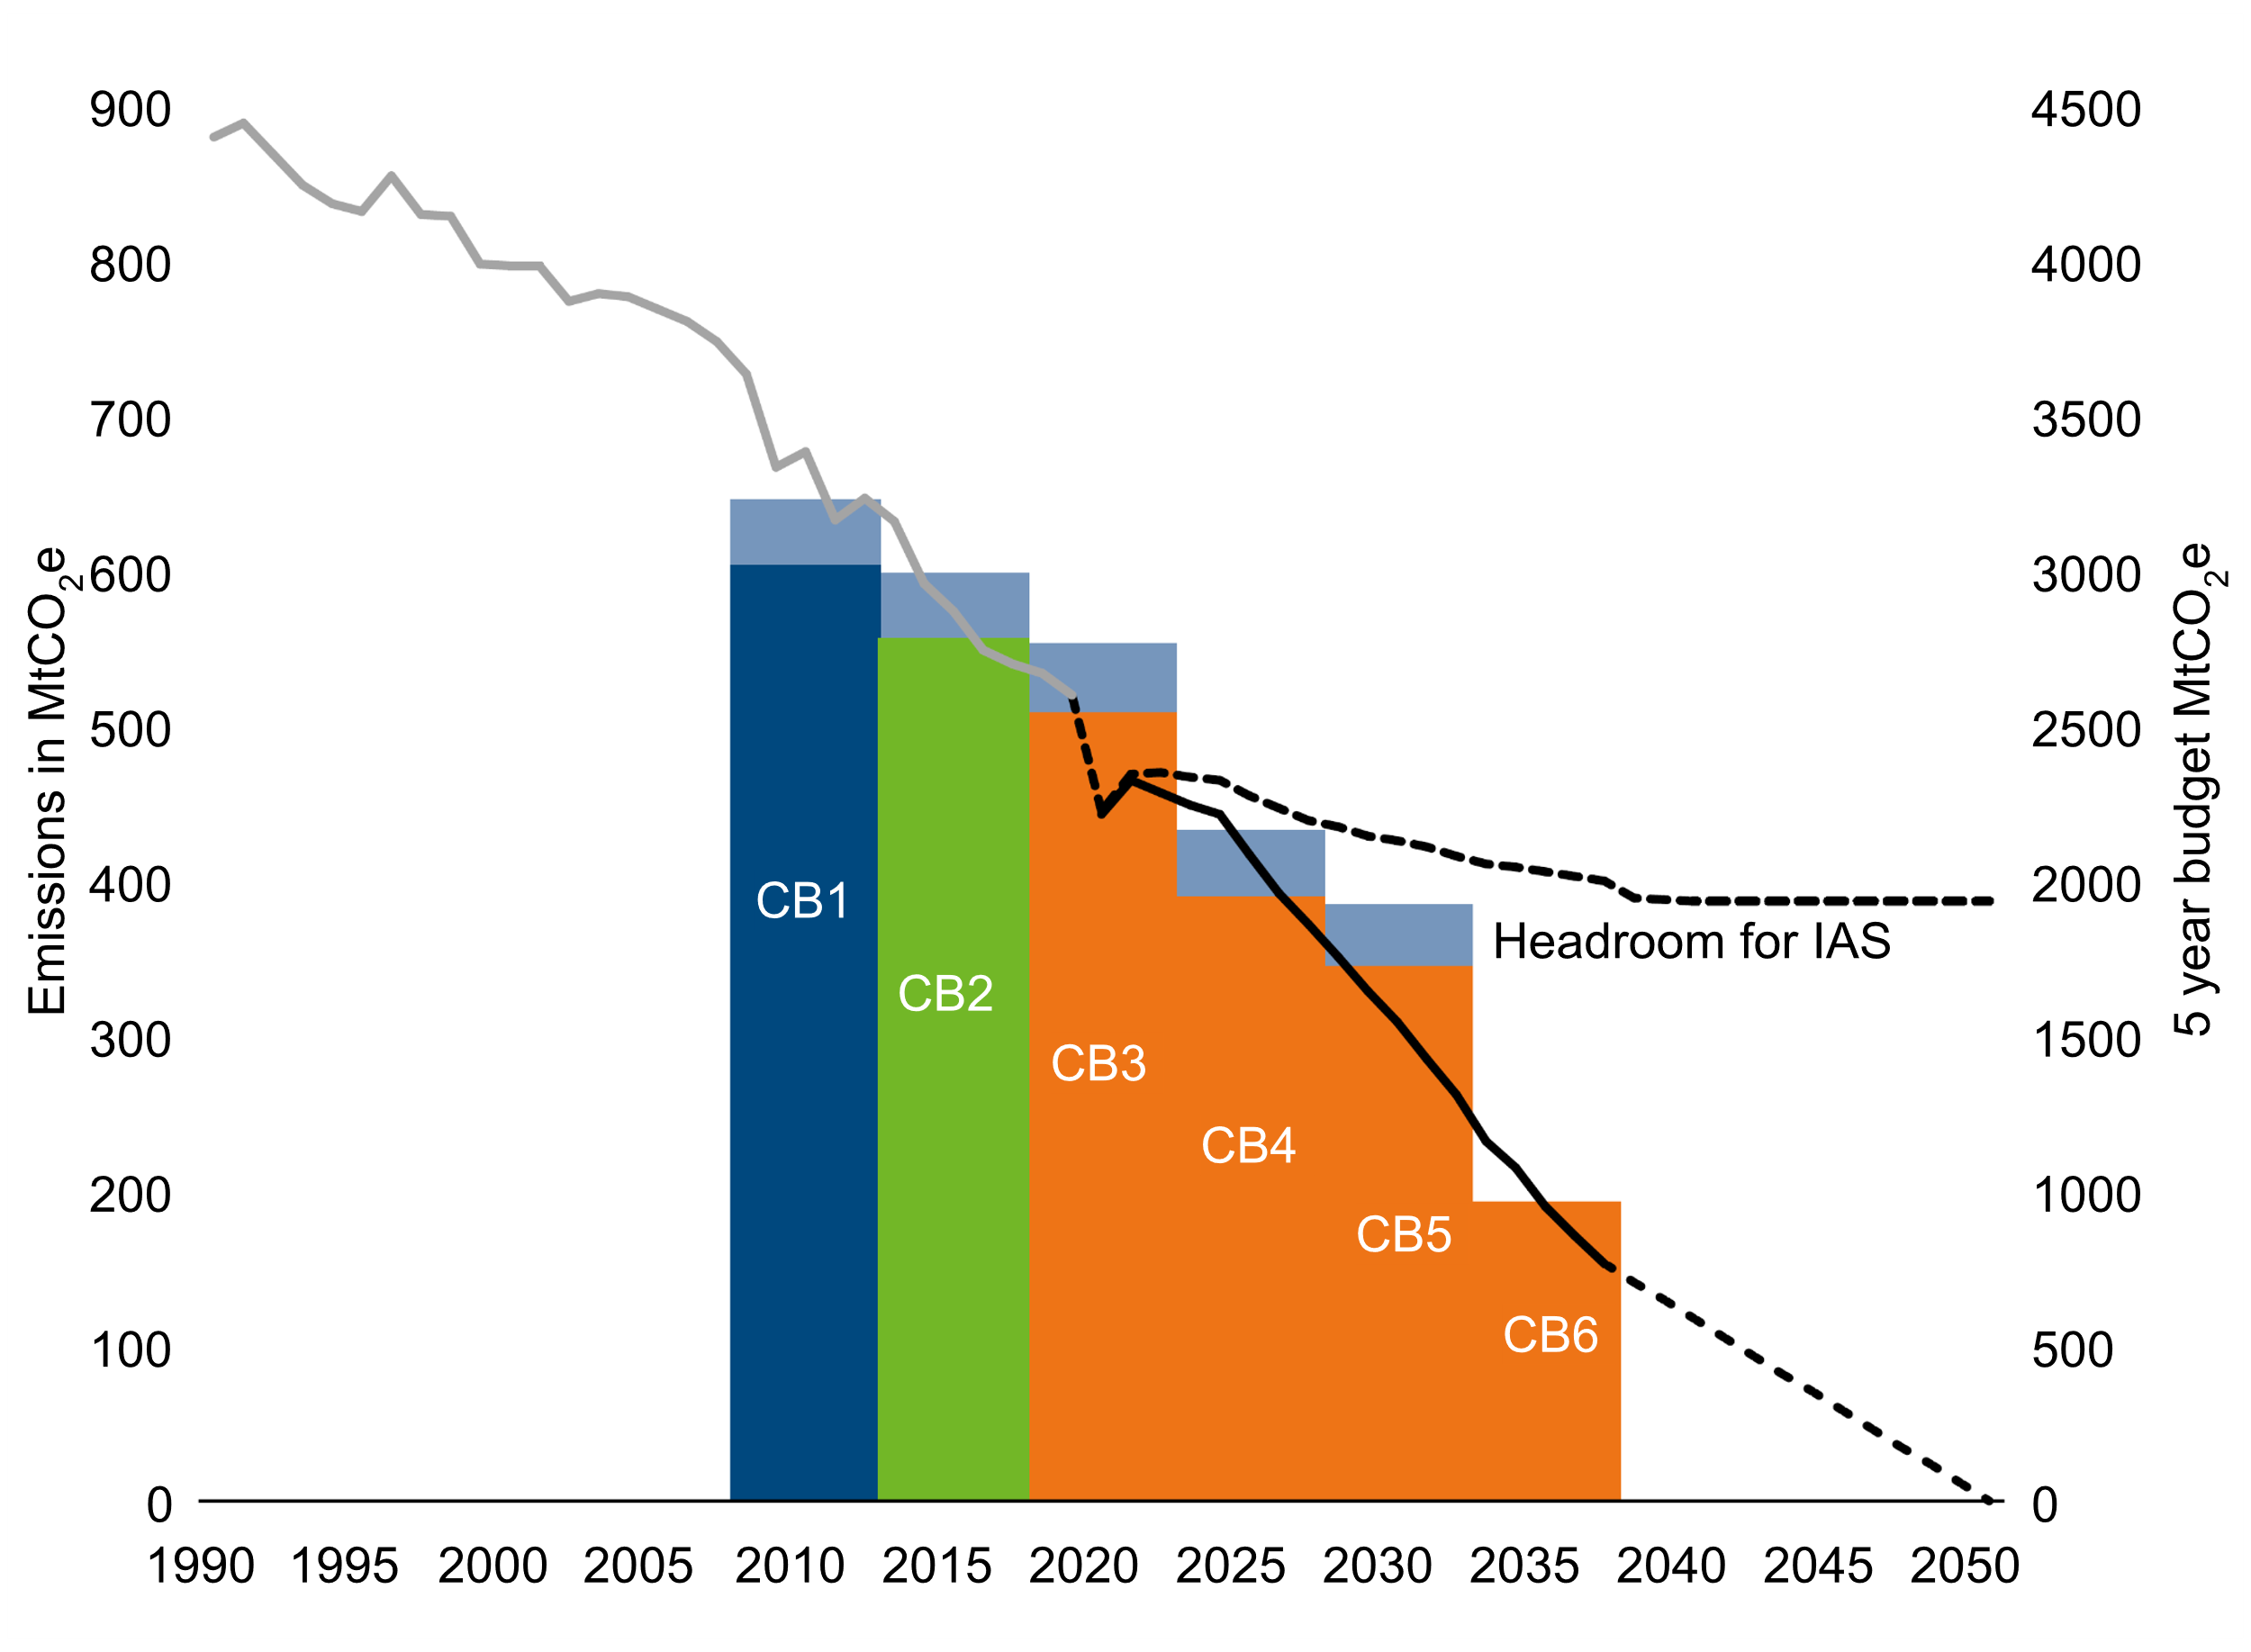 900
800
700
600
500
400
300
200
100
0
Emissions in MtCO₂e
4500
4000
3500
3000
2500
2000
1500
1000
500
0
5 year budget MtCO₂e
CB1
CB2
CB3
CB4
CB5
CB6
Headroom for IAS
1990 1995 2000 2005 2010 2015 2020 2025 2030 2035 2040 2045 2050